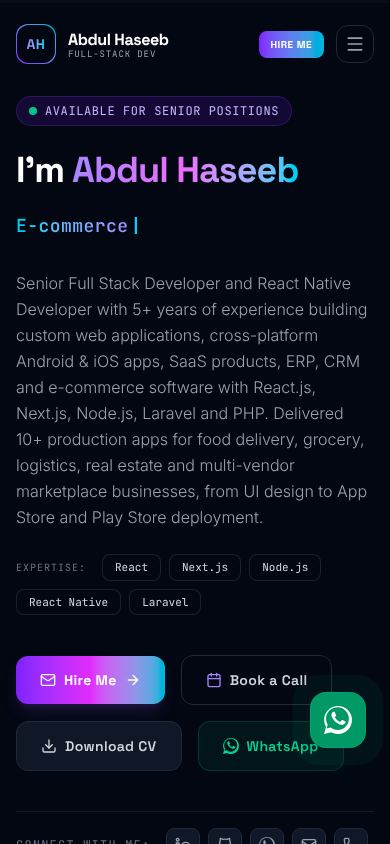 AH
Abdul Haseeb
FULL-STACK DEV
HIRE ME
AVAILABLE FOR SENIOR POSITIONS
I'm Abdul Haseeb
E-commerce
Senior Full Stack Developer and React Native
Developer with 5+ years of experience building
custom web applications, cross-platform
Android & iOS apps, SaaS products, ERP, CRM
and e-commerce software with React.js,
Next.js, Node.js, Laravel and PHP. Delivered
10+ production apps for food delivery, grocery,
logistics, real estate and multi-vendor
marketplace businesses, from UI design to App
Store and Play Store deployment.
EXPERTISE: React Next.js Node.js
React Native Laravel
Hire Me Book a Call
Download CV WhatsApp
CONNECT WITH ME: